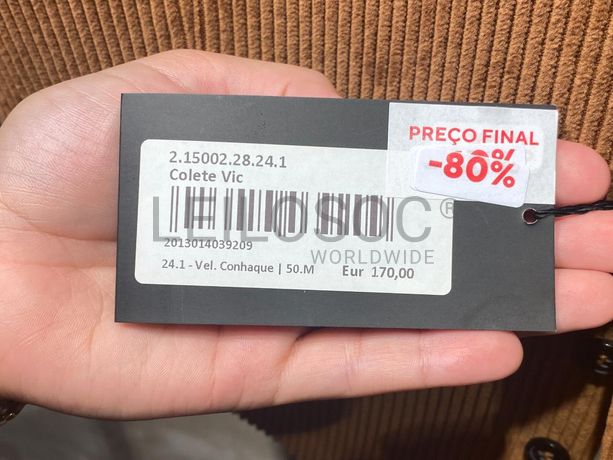 2.15002.28.24.1
Colete Vic
LEILOSOC®
WORLDWIDE
2013014039209
24.1 - Vel. Conhaque | 50.M Eur 170,00
PREÇO FINAL
-80%